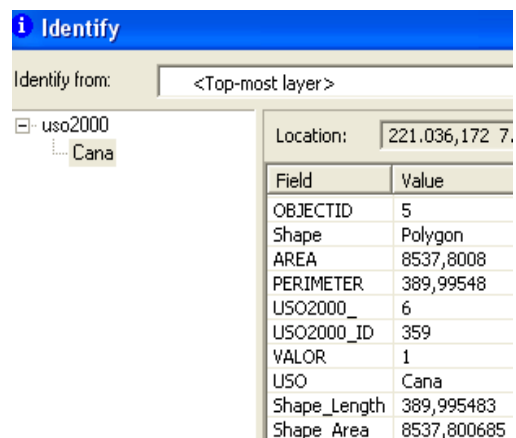 Identify
Identify from: <Top-most layer>
uso2000
Cana
Location: 221.036,172 7.
Field Value
OBJECTID 5
Shape Polygon
AREA 8537,8008
PERIMETER 389,99548
USO2000_ 6
USO2000_ID 359
VALOR 1
USO Cana
Shape_Length 389,995483
Shape_Area 8537,800685